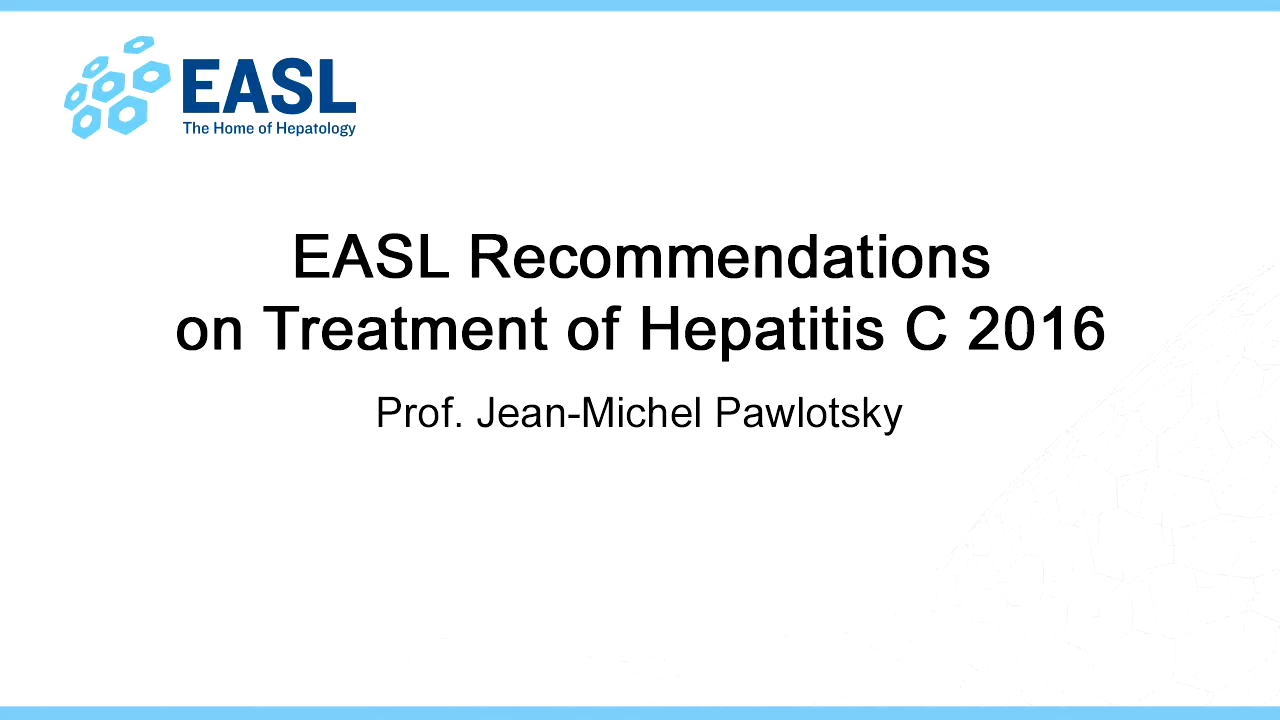 EASL
The Home of Hepatology
EASL Recommendations
on Treatment of Hepatitis C 2016
Prof. Jean-Michel Pawlotsky